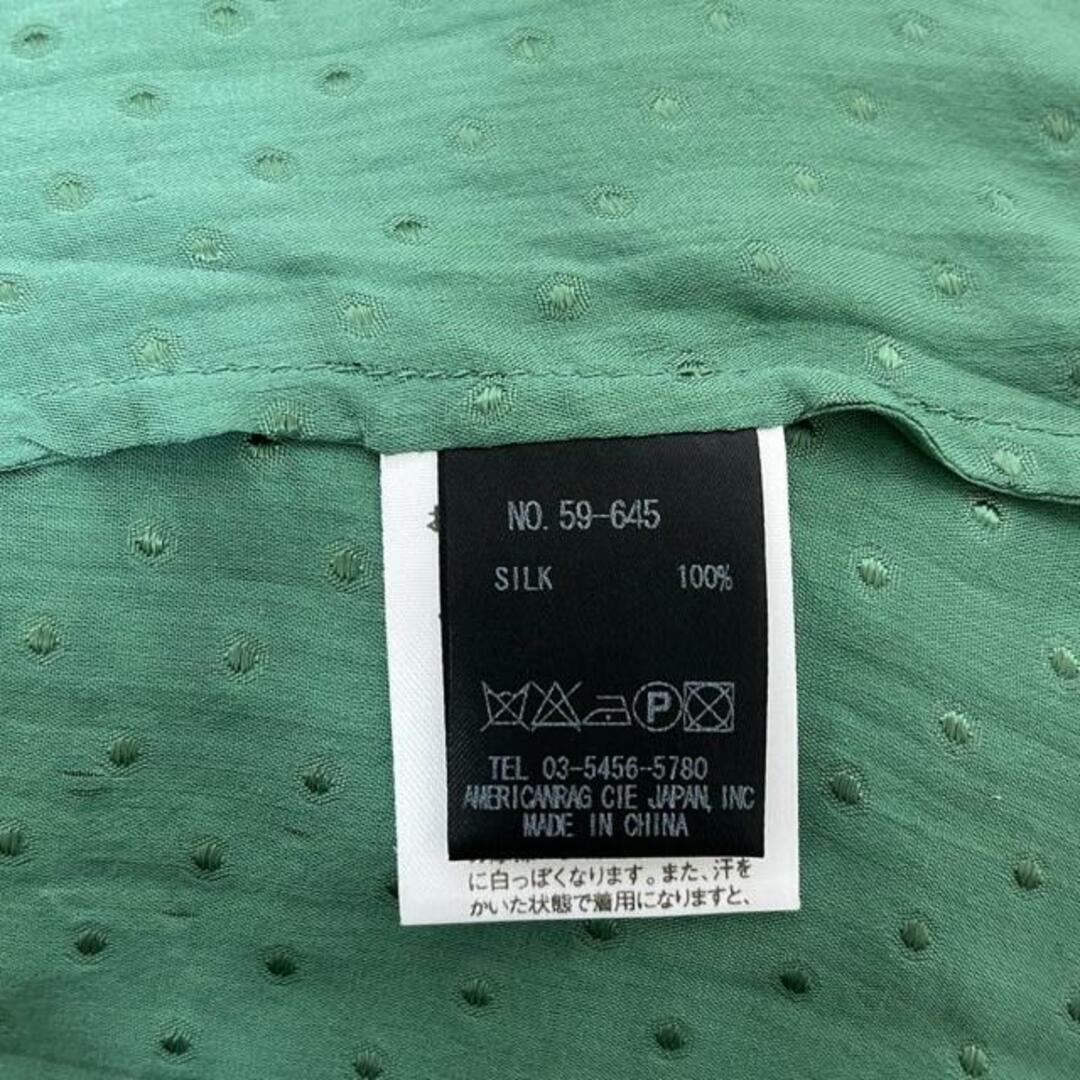 NO. 59-645
SILK 100%
P
TEL 03-5456-5780
AMERICANRAG CIE JAPAN, INC
MADE IN CHINA
に白っぽくなります。また、汗を
かいた状態で着用になりますと、